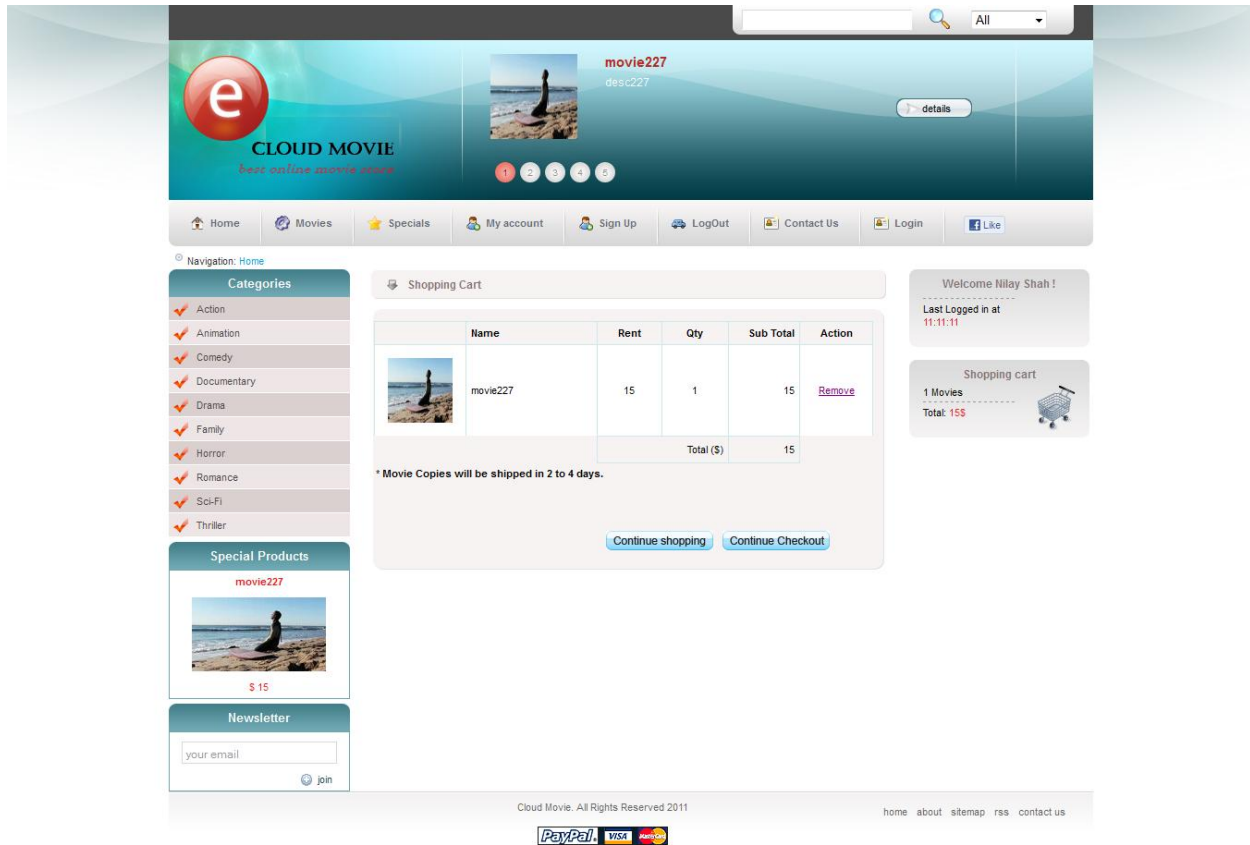 All
movie227
desc227
details
e
CLOUD MOVIE
best online movie store
1 2 3 4 5
Home Movies Specials My account Sign Up LogOut Contact Us Login Like
Navigation: Home
Categories
Action
Animation
Comedy
Documentary
Drama
Family
Horror
Romance
Sci-Fi
Thriller
Special Products
movie227
$ 15
Newsletter
your email
join
Shopping Cart
Name Rent Qty Sub Total Action
movie227 15 1 15 Remove
Total ($) 15
* Movie Copies will be shipped in 2 to 4 days.
Continue shopping Continue Checkout
Welcome Nilay Shah !
Last Logged in at
11:11:11
Shopping cart
1 Movies
Total: 15$
Cloud Movie. All Rights Reserved 2011
home about sitemap rss contact us
PayPal VISA MasterCard